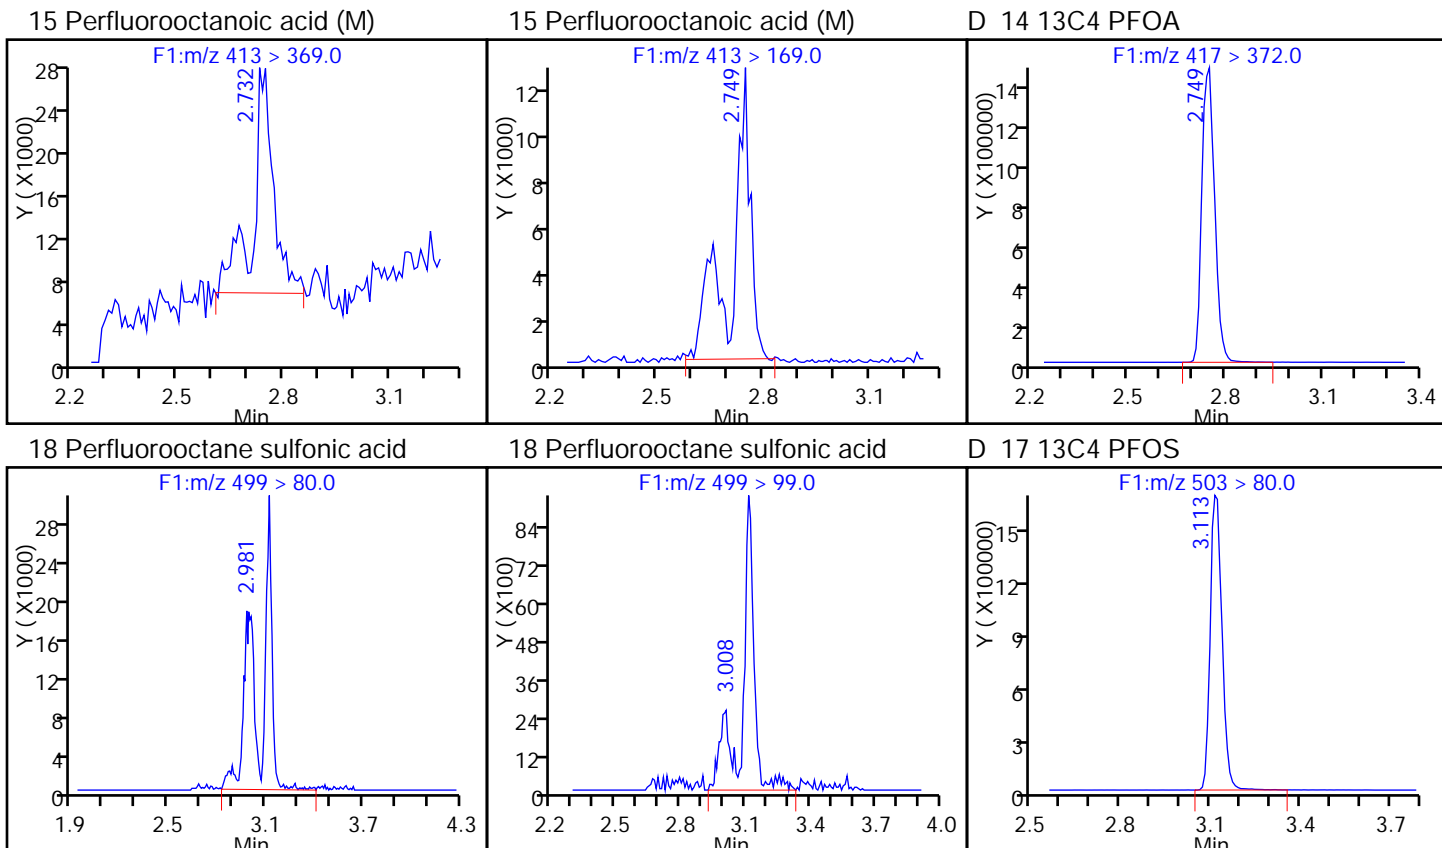 15 Perfluorooctanoic acid (M)
F1:m/z 413 > 369.0
2.732
Y ( X1000)
28
24
20
16
12
8
4
0
2.2 2.5 2.8 3.1
Min
15 Perfluorooctanoic acid (M)
F1:m/z 413 > 169.0
2.749
Y ( X1000)
12
10
8
6
4
2
0
2.2 2.5 2.8 3.1
Min
D 14 13C4 PFOA
F1:m/z 417 > 372.0
2.749
Y ( X100000)
14
12
10
8
6
4
2
0
2.2 2.5 2.8 3.1 3.4
Min
18 Perfluorooctane sulfonic acid
F1:m/z 499 > 80.0
2.981
Y ( X1000)
28
24
20
16
12
8
4
0
1.9 2.5 3.1 3.7 4.3
Min
18 Perfluorooctane sulfonic acid
F1:m/z 499 > 99.0
3.008
Y ( X100)
84
72
60
48
36
24
12
0
2.2 2.5 2.8 3.1 3.4 3.7 4.0
Min
D 17 13C4 PFOS
F1:m/z 503 > 80.0
3.113
Y ( X100000)
15
12
9
6
3
0
2.5 3.1 3.4 3.7
Min